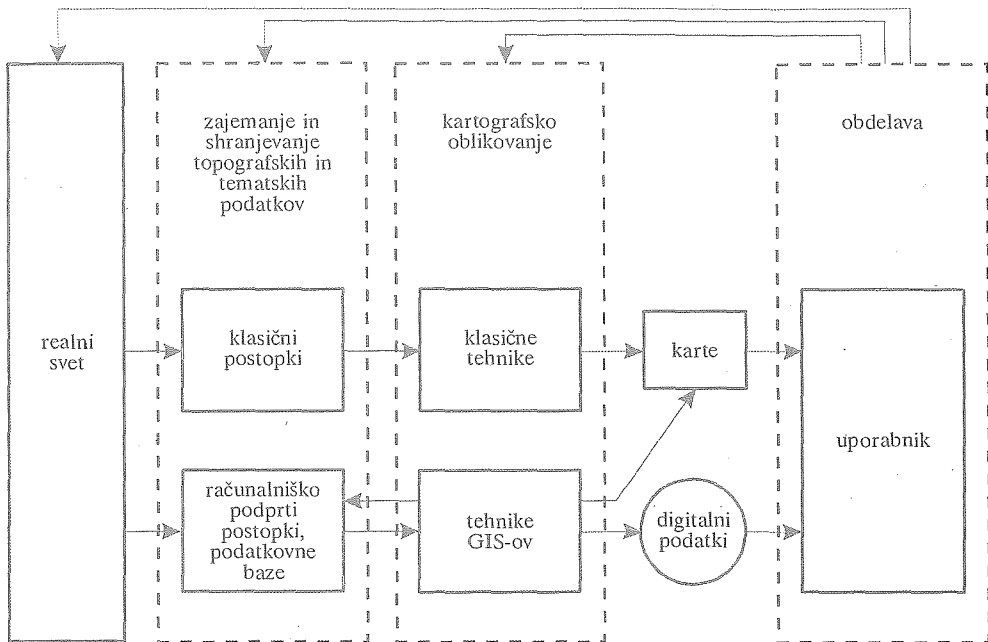 zajemanje in
shranjevanje
topografskih in
tematskih
podatkov
kartografsko
oblikovanje
obdelava
realni
svet
klasični
postopki
klasične
tehnike
karte
uporabnik
računalniško
podprti
postopki,
podatkovne
baze
tehnike
GIS-ov
digitalni
podatki